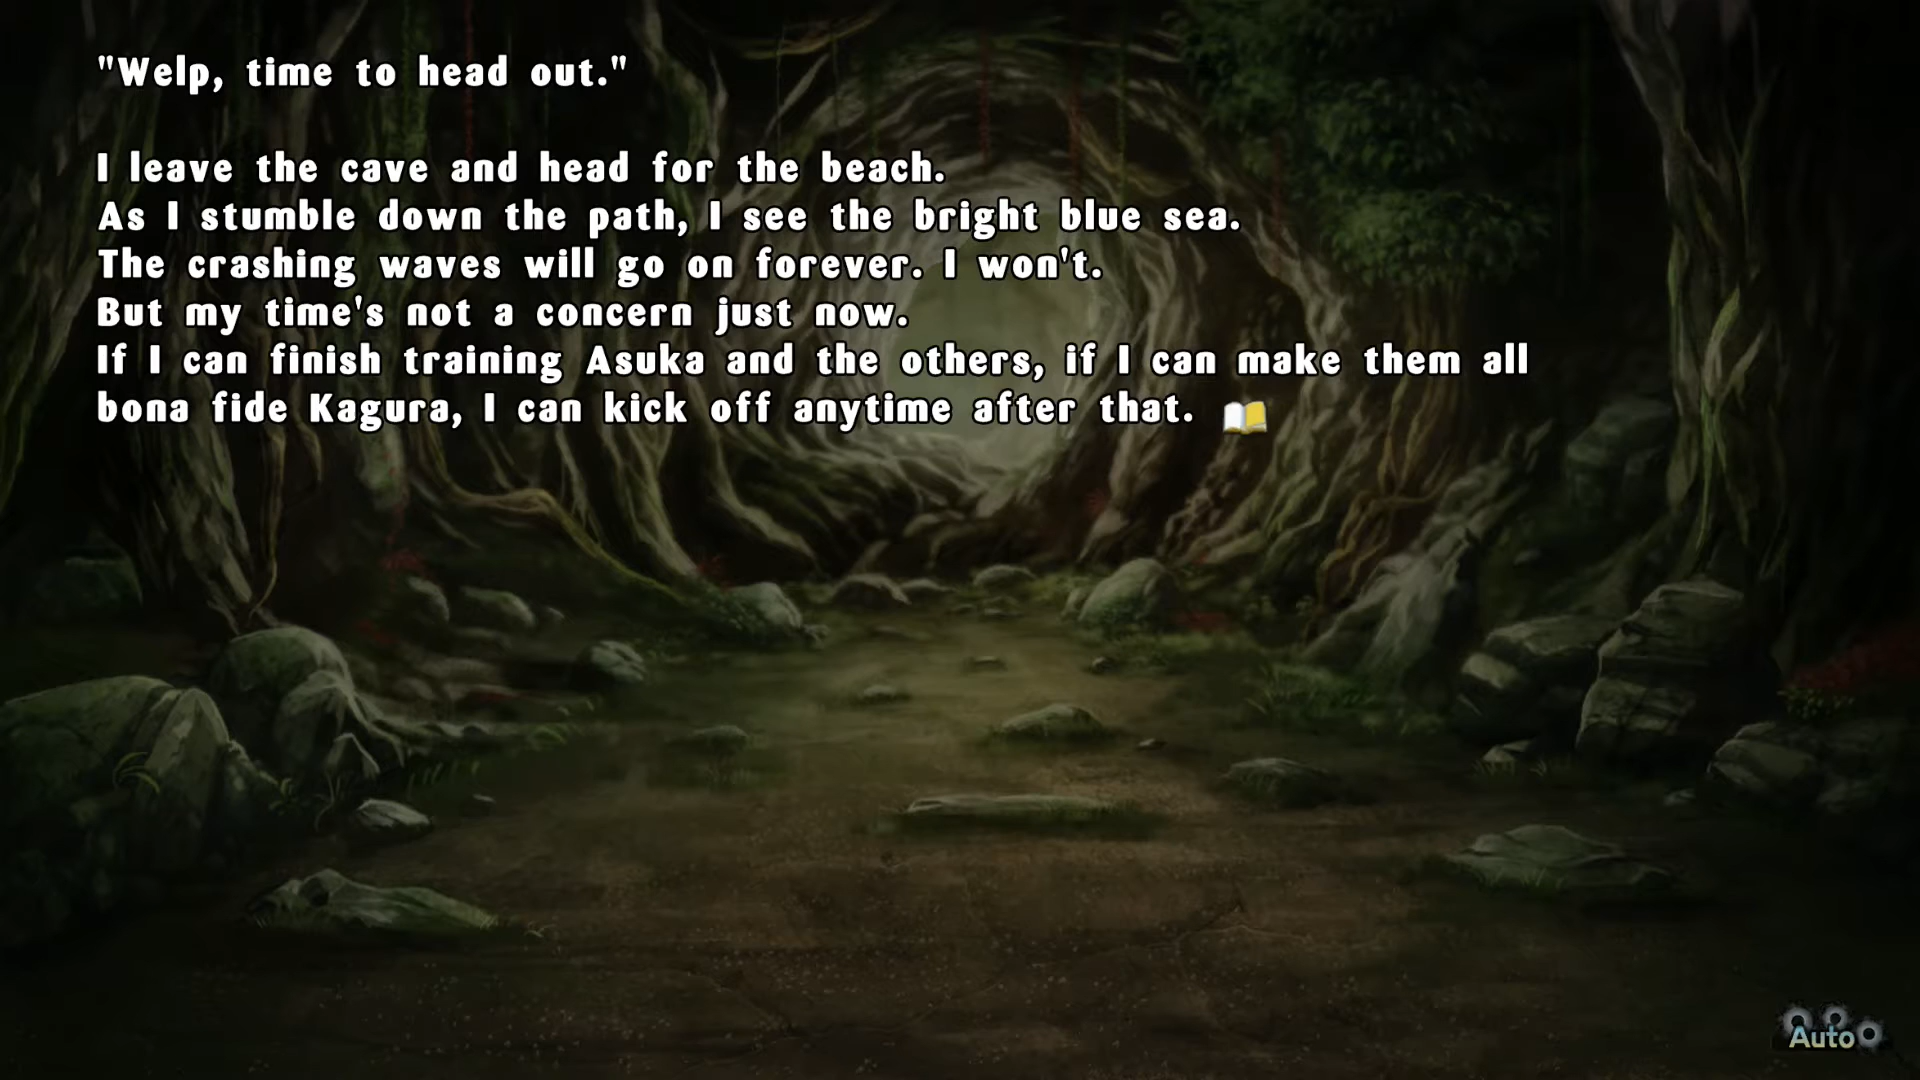 "Welp, time to head out."
I leave the cave and head for the beach.
As I stumble down the path, I see the bright blue sea.
The crashing waves will go on forever. I won't.
But my time's not a concern just now.
If I can finish training Asuka and the others, if I can make them all
bona fide Kagura, I can kick off anytime after that.
Auto